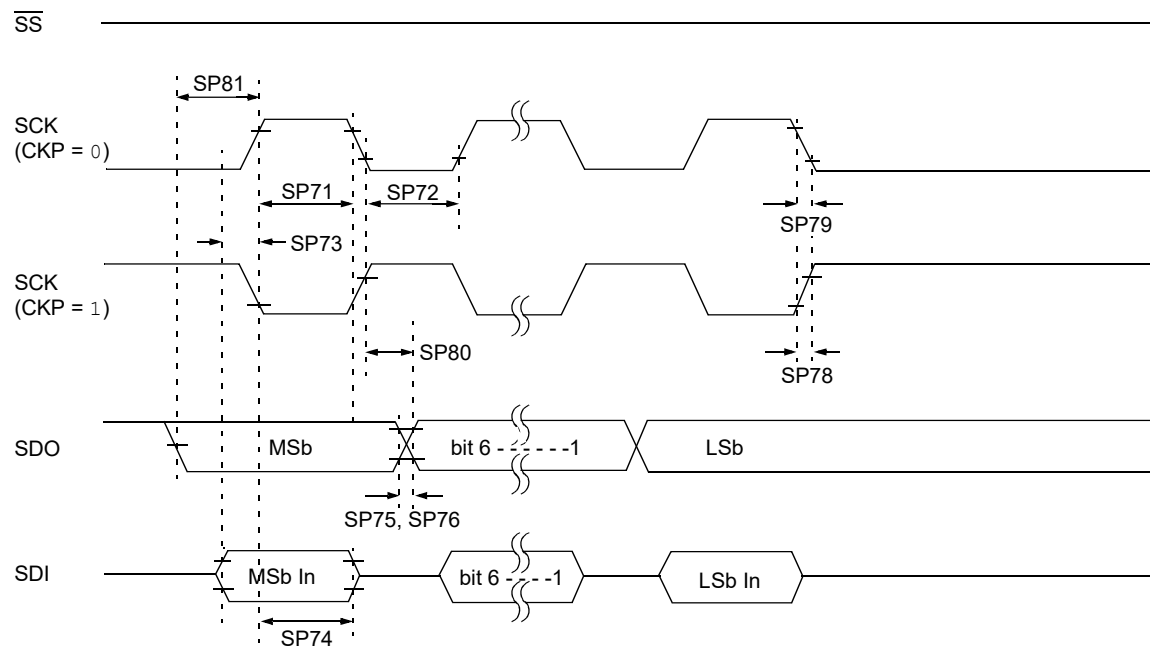 SS
SP81
SCK
(CKP = 0)
SP71
SP72
SP79
SP73
SCK
(CKP = 1)
SP80
SP78
SDO
MSb
bit 6 - - - - - -1
LSb
SP75, SP76
SDI
MSb In
bit 6 - - - - -1
LSb In
SP74